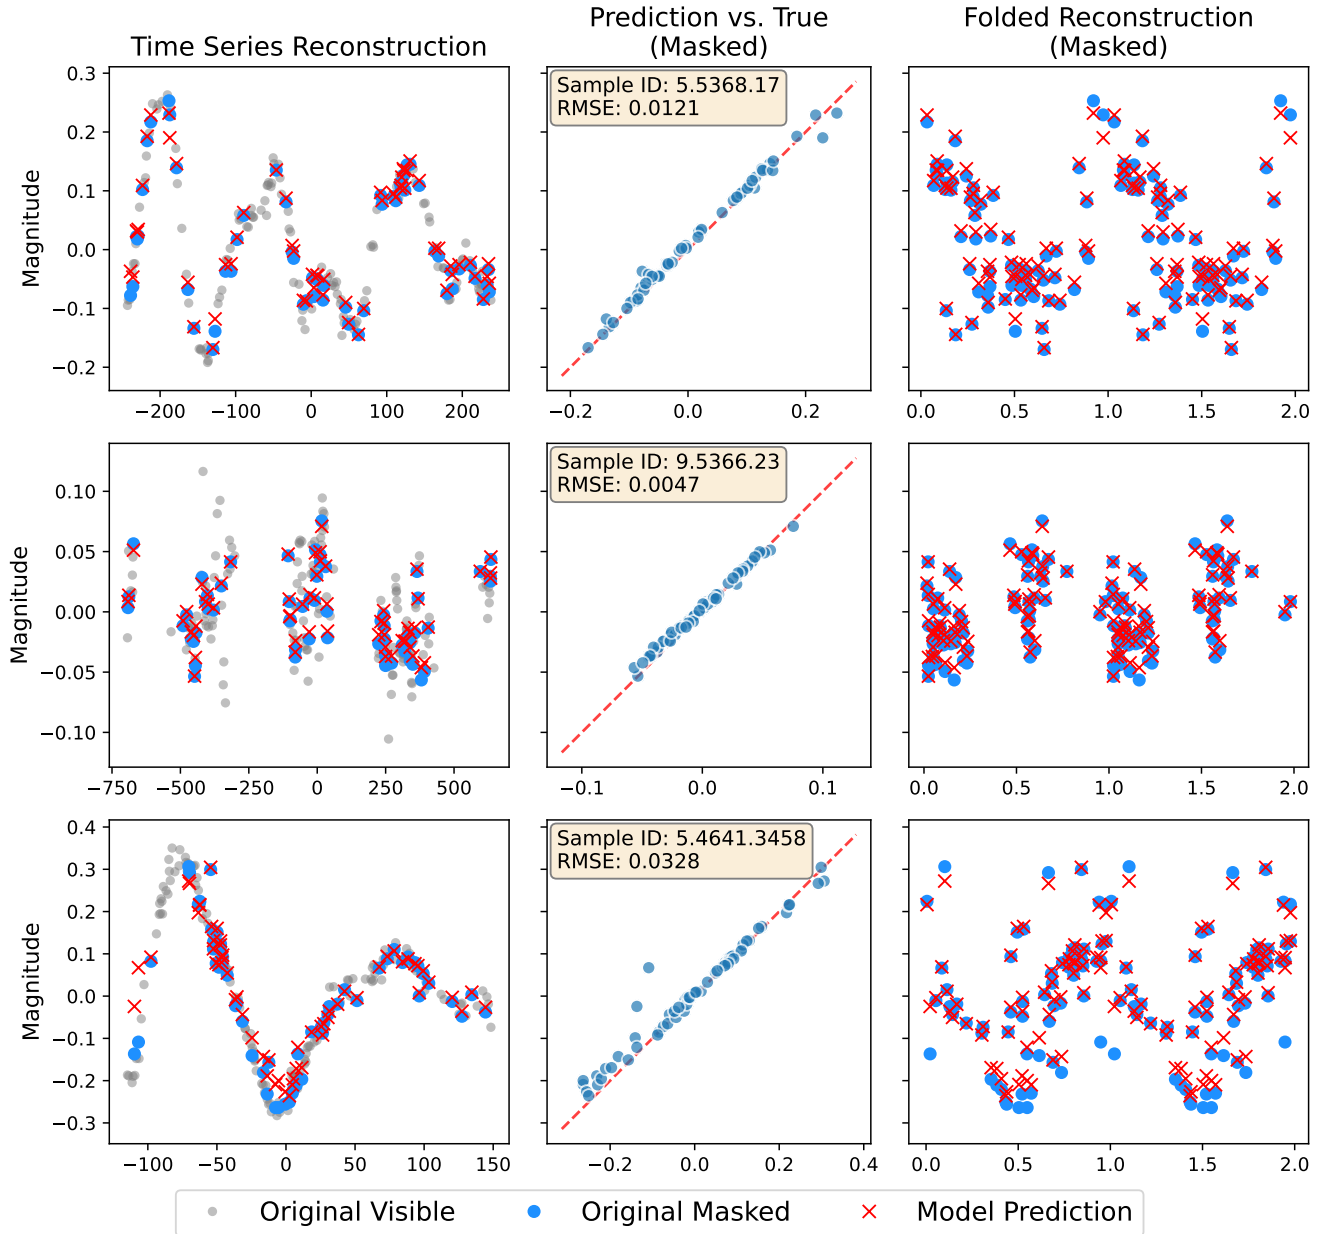 Time Series Reconstruction
Prediction vs. True
(Masked)
Folded Reconstruction
(Masked)
Magnitude
0.3
0.2
0.1
0.0
−0.1
−0.2
−200 −100 0 100 200
Sample ID: 5.5368.17
RMSE: 0.0121
−0.2 0.0 0.2
0.0 0.5 1.0 1.5 2.0
Magnitude
0.10
0.05
0.00
−0.05
−0.10
−750 −500 −250 0 250 500
Sample ID: 9.5366.23
RMSE: 0.0047
−0.1 0.0 0.1
0.0 0.5 1.0 1.5 2.0
Magnitude
0.4
0.3
0.2
0.1
0.0
−0.1
−0.2
−0.3
−100 −50 0 50 100 150
Sample ID: 5.4641.3458
RMSE: 0.0328
−0.2 0.0 0.2 0.4
0.0 0.5 1.0 1.5 2.0
Original Visible Original Masked Model Prediction